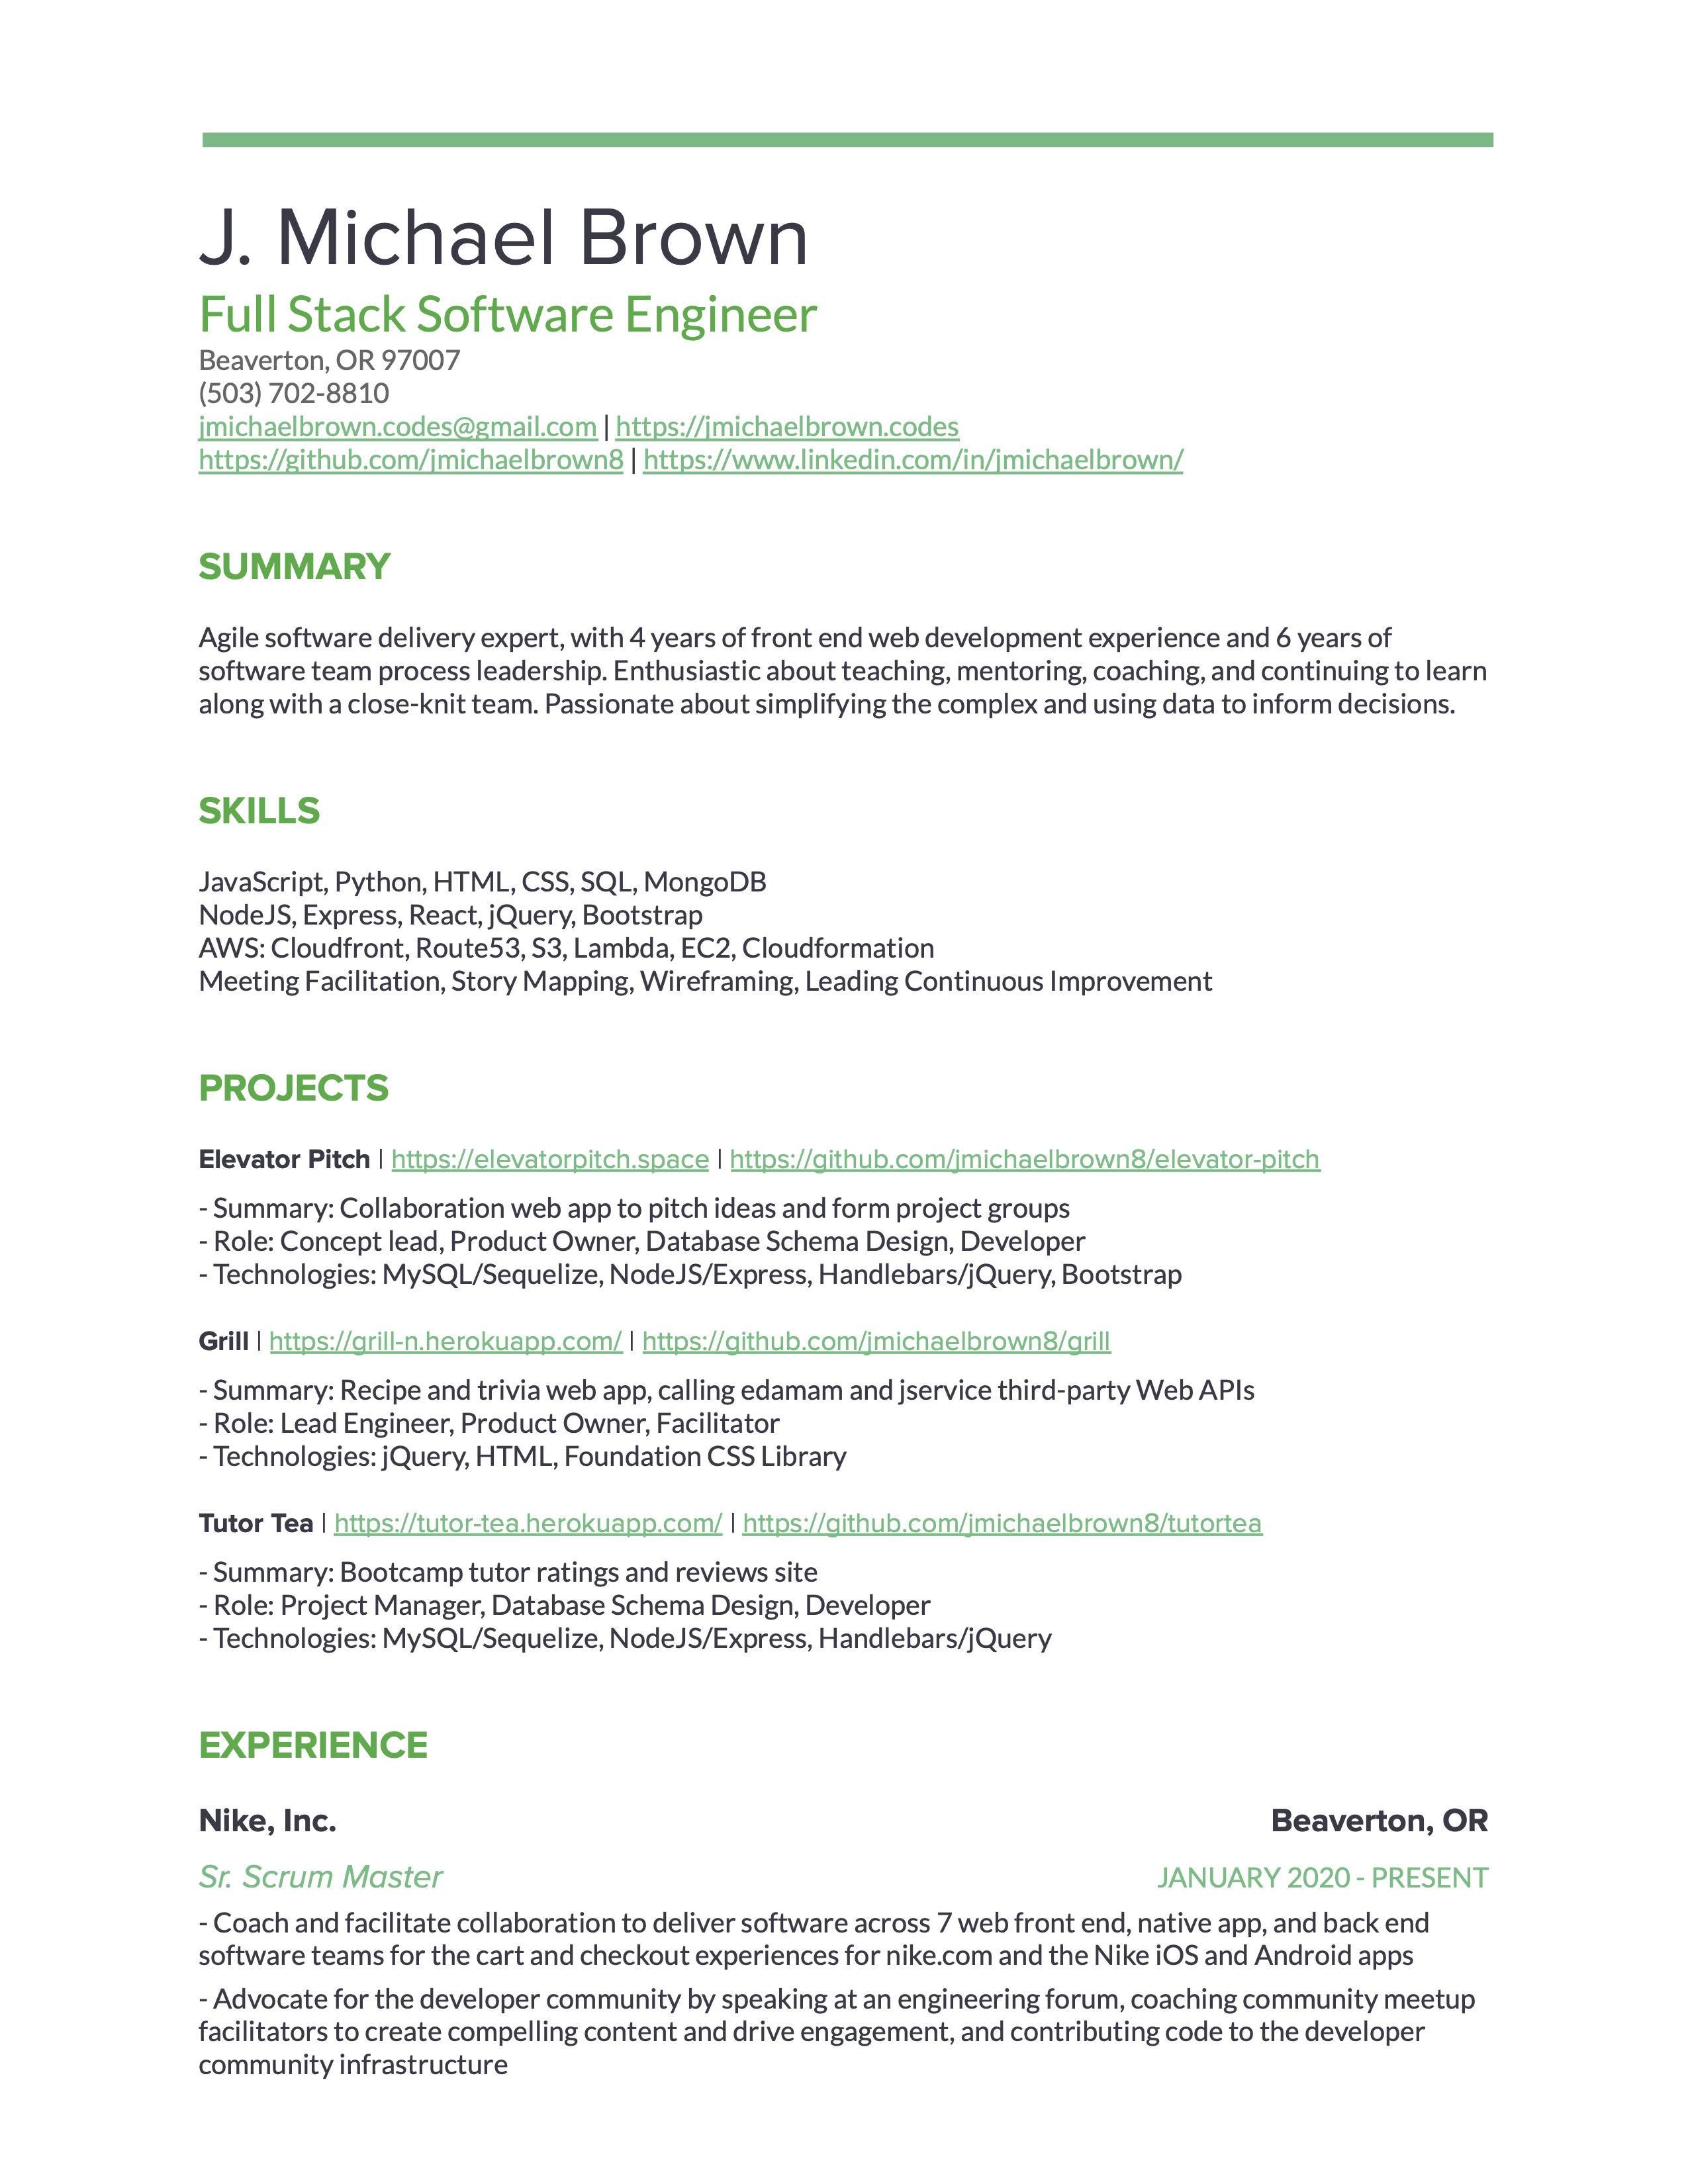 J. Michael Brown
Full Stack Software Engineer
Beaverton, OR 97007
(503) 702-8810
jmichaelbrown.codes@gmail.com | https://jmichaelbrown.codes
https://github.com/jmichaelbrown8 | https://www.linkedin.com/in/jmichaelbrown/
SUMMARY
Agile software delivery expert, with 4 years of front end web development experience and 6 years of
software team process leadership. Enthusiastic about teaching, mentoring, coaching, and continuing to learn
along with a close-knit team. Passionate about simplifying the complex and using data to inform decisions.
SKILLS
JavaScript, Python, HTML, CSS, SQL, MongoDB
NodeJS, Express, React, jQuery, Bootstrap
AWS: Cloudfront, Route53, S3, Lambda, EC2, Cloudformation
Meeting Facilitation, Story Mapping, Wireframing, Leading Continuous Improvement
PROJECTS
Elevator Pitch | https://elevatorpitch.space | https://github.com/jmichaelbrown8/elevator-pitch
- Summary: Collaboration web app to pitch ideas and form project groups
- Role: Concept lead, Product Owner, Database Schema Design, Developer
- Technologies: MySQL/Sequelize, NodeJS/Express, Handlebars/jQuery, Bootstrap
Grill | https://grill-n.herokuapp.com/ | https://github.com/jmichaelbrown8/grill
- Summary: Recipe and trivia web app, calling edamam and jservice third-party Web APIs
- Role: Lead Engineer, Product Owner, Facilitator
- Technologies: jQuery, HTML, Foundation CSS Library
Tutor Tea | https://tutor-tea.herokuapp.com/ | https://github.com/jmichaelbrown8/tutortea
- Summary: Bootcamp tutor ratings and reviews site
- Role: Project Manager, Database Schema Design, Developer
- Technologies: MySQL/Sequelize, NodeJS/Express, Handlebars/jQuery
EXPERIENCE
Nike, Inc. Beaverton, OR
Sr. Scrum Master JANUARY 2020 - PRESENT
- Coach and facilitate collaboration to deliver software across 7 web front end, native app, and back end
software teams for the cart and checkout experiences for nike.com and the Nike iOS and Android apps
- Advocate for the developer community by speaking at an engineering forum, coaching community meetup
facilitators to create compelling content and drive engagement, and contributing code to the developer
community infrastructure